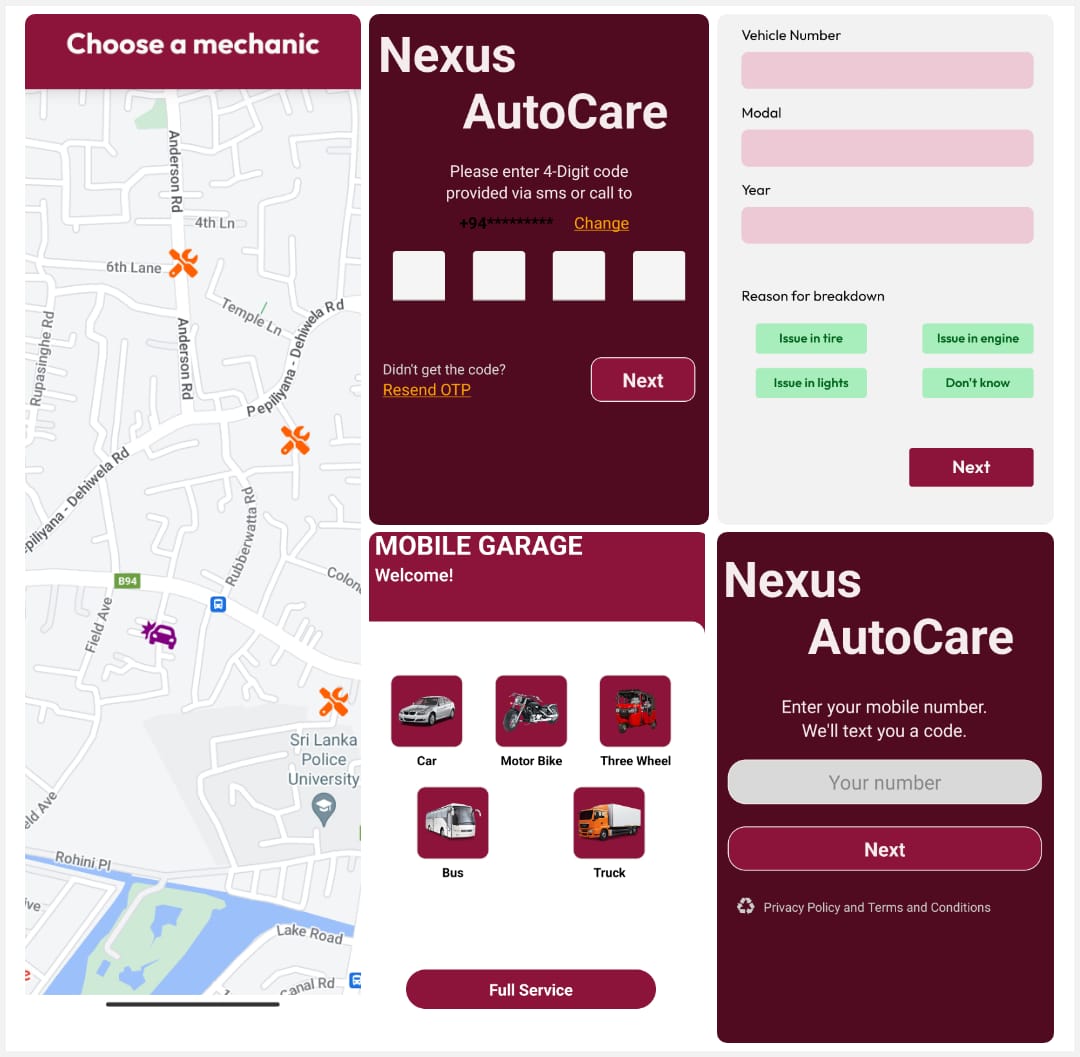 Choose a mechanic
Anderson Rd
4th Ln
6th Lane
Temple Ln
Rupasinghe Rd
Anderson Rd
Pepiliyana - Dehiwela Rd
epiliyana - Dehiwela Rd
Rubberwatta Rd
B94
Colon
Field Ave
Sri Lanka
Police
University
eld Ave
Rohini Pl
ve
Lake Road
Canal Rd
Nexus
AutoCare
Please enter 4-Digit code
provided via sms or call to
+94********* Change
Didn't get the code?
Resend OTP
Next
Vehicle Number
Modal
Year
Reason for breakdown
Issue in tire
Issue in engine
Issue in lights
Don't know
Next
MOBILE GARAGE
Welcome!
Car
Motor Bike
Three Wheel
Bus
Truck
Full Service
Nexus
AutoCare
Enter your mobile number.
We'll text you a code.
Your number
Next
Privacy Policy and Terms and Conditions